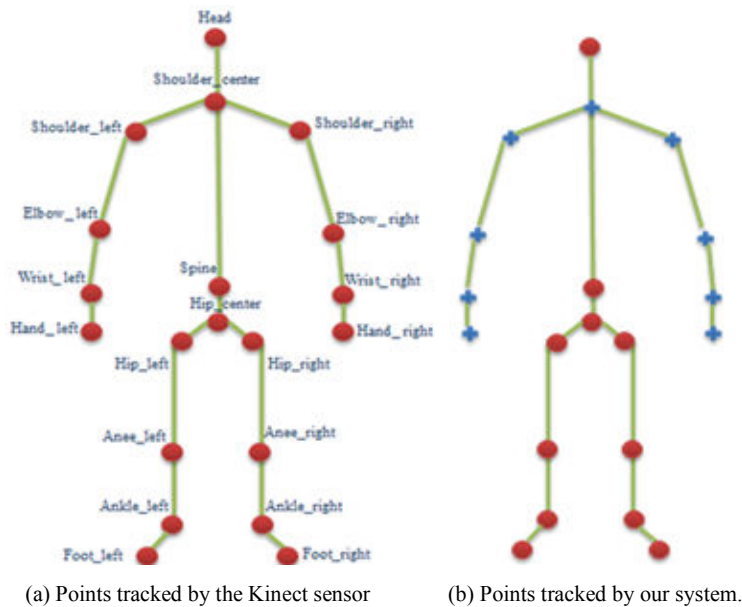 Head
Shoulder_center
Shoulder_left
Shoulder_right
Elbow_left
Elbow_right
Spine
Wrist_left
Wrist_right
Hip_center
Hand_left
Hand_right
Hip_left
Hip_right
Anee_left
Anee_right
Ankle_left
Ankle_right
Foot_left
Foot_right
(a) Points tracked by the Kinect sensor
(b) Points tracked by our system.